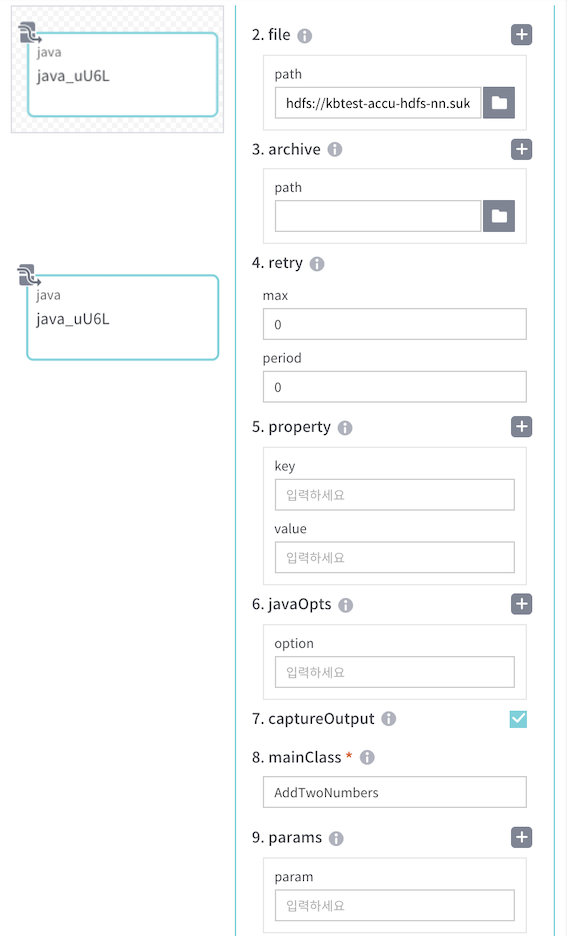 java
java_uU6L
java
java_uU6L
2. file
path
hdfs://kbtest-accu-hdfs-nn.suk
3. archive
path
4. retry
max
0
period
0
5. property
key
입력하세요
value
입력하세요
6. javaOpts
option
입력하세요
7. captureOutput
8. mainClass *
AddTwoNumbers
9. params
param
입력하세요